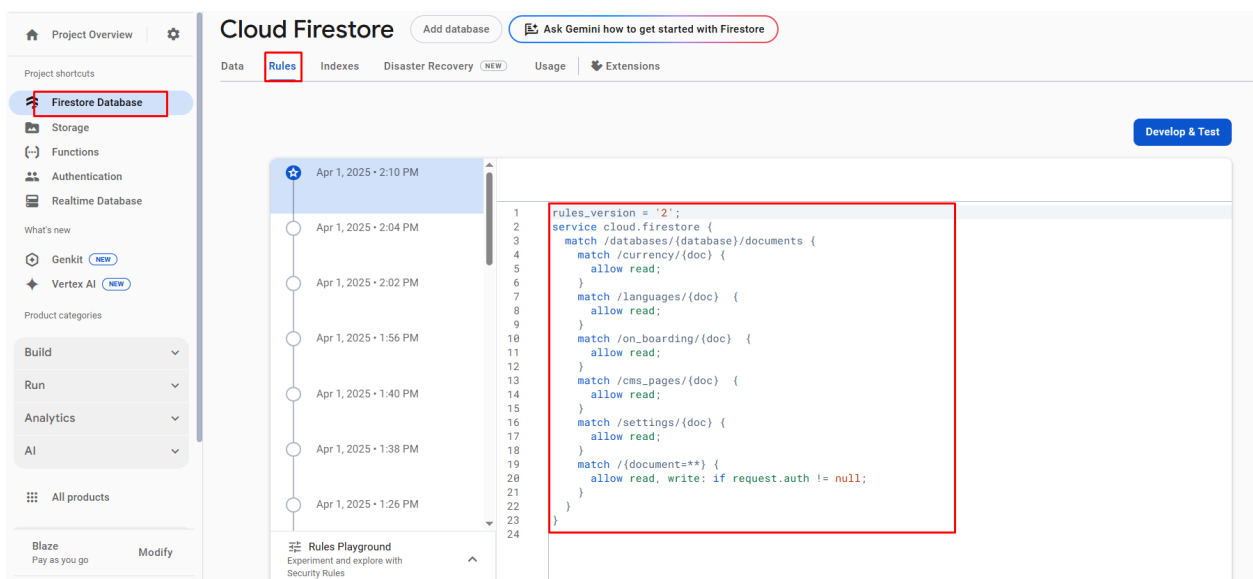 Project Overview
Project shortcuts
Firestore Database
Storage
Functions
Authentication
Realtime Database
What's new
Genkit NEW
Vertex AI NEW
Product categories
Build
Run
Analytics
AI
All products
Blaze
Pay as you go
Modify
Cloud Firestore
Add database
Ask Gemini how to get started with Firestore
Data Rules Indexes Disaster Recovery NEW Usage Extensions
Develop & Test
Apr 1, 2025 • 2:10 PM
Apr 1, 2025 • 2:04 PM
Apr 1, 2025 • 2:02 PM
Apr 1, 2025 • 1:56 PM
Apr 1, 2025 • 1:40 PM
Apr 1, 2025 • 1:38 PM
Apr 1, 2025 • 1:26 PM
Rules Playground
Experiment and explore with
Security Rules
1 rules_version = '2';
2 service cloud.firestore {
3 match /databases/{database}/documents {
4 match /currency/{doc} {
5 allow read;
6 }
7 match /languages/{doc} {
8 allow read;
9 }
10 match /on_boarding/{doc} {
11 allow read;
12 }
13 match /cms_pages/{doc} {
14 allow read;
15 }
16 match /settings/{doc} {
17 allow read;
18 }
19 match /{document=**} {
20 allow read, write: if request.auth != null;
21 }
22 }
23 }
24